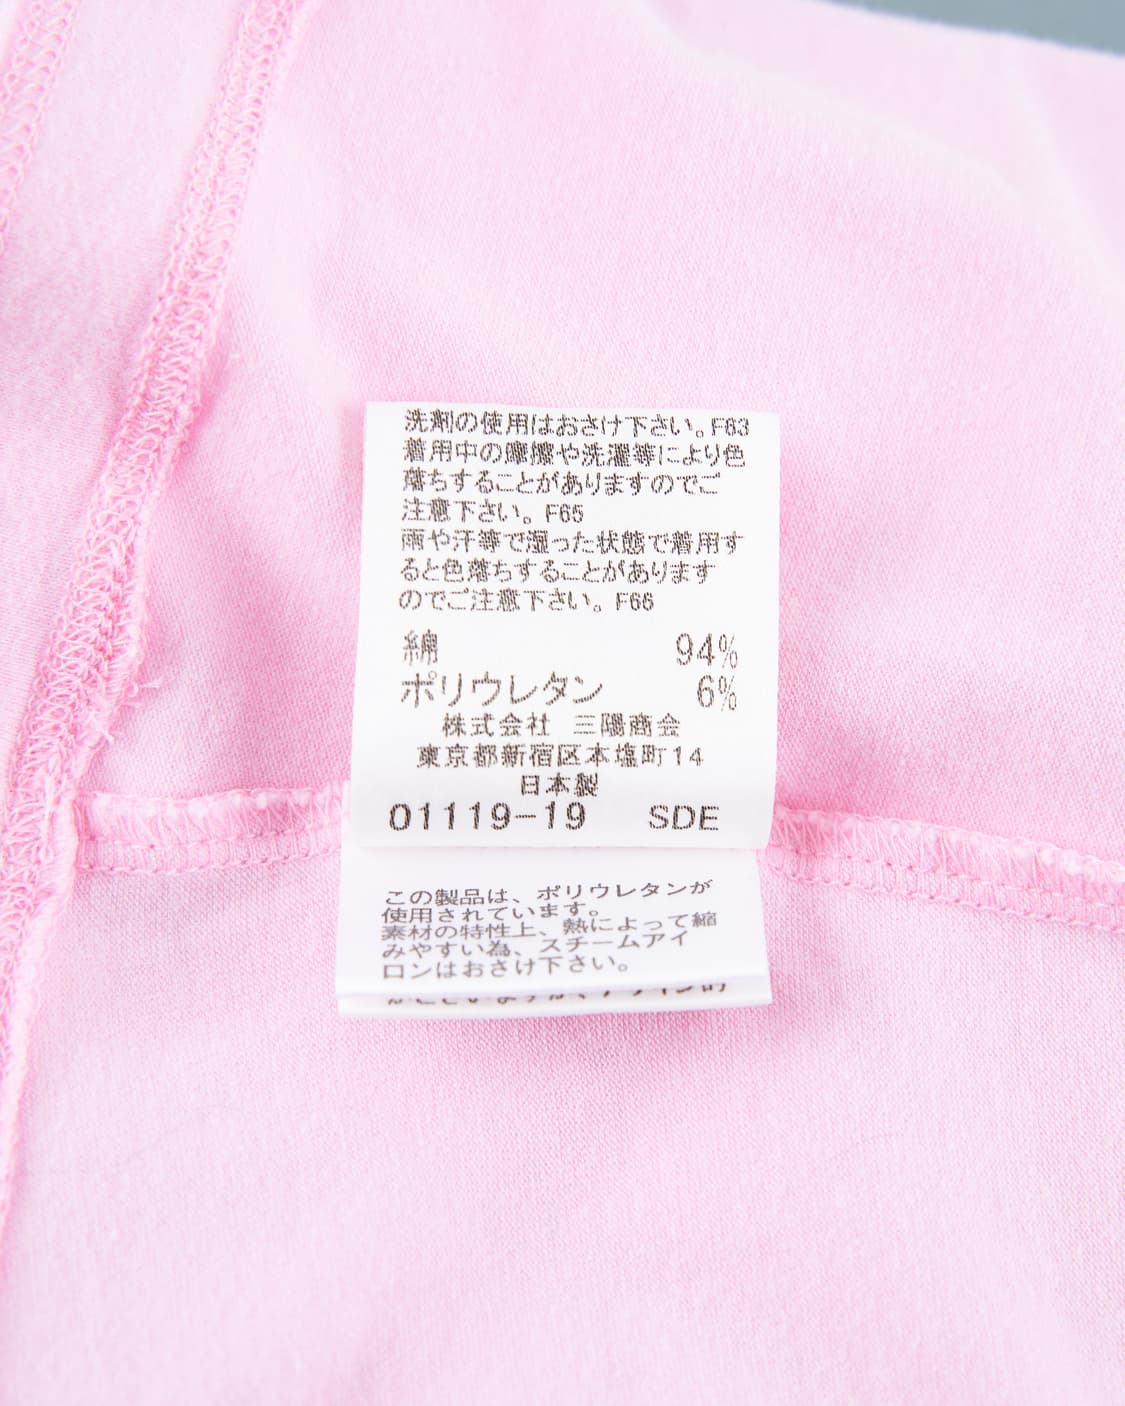 洗剤の使用はおさけ下さい。F63
着用中の摩擦や洗濯等により色
落ちすることがありますのでご
注意下さい。F65
雨や汗等で湿った状態で着用す
ると色落ちすることがあります
のでご注意下さい。F66
綿 94%
ポリウレタン 6%
株式会社 三陽商会
東京都新宿区本塩町14
日本製
01119-19 SDE
この製品は、ポリウレタンが
使用されています。
素材の特性上、熱によって縮
みやすい為、スチームアイ
ロンはおさけ下さい。